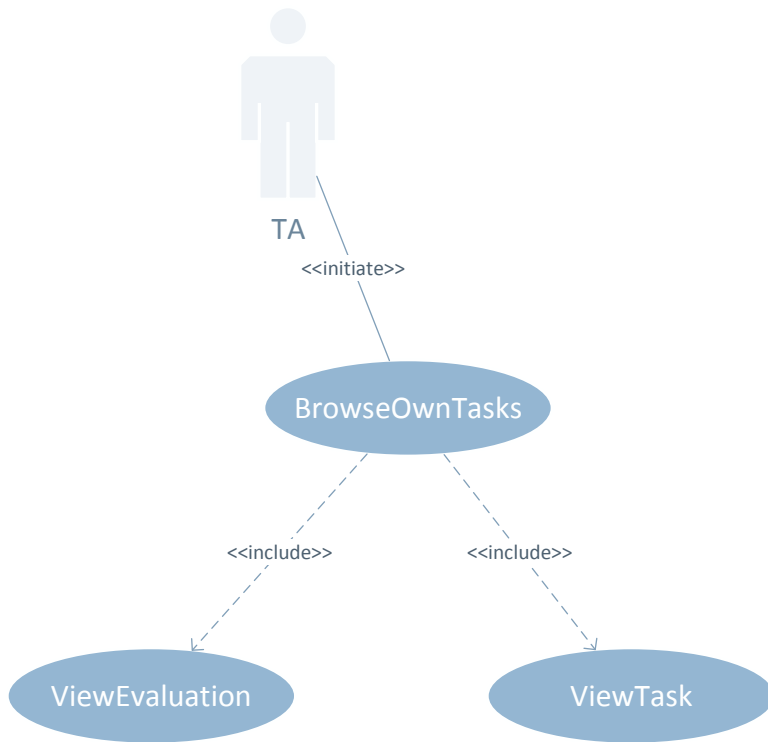 TA
<<initiate>>
BrowseOwnTasks
<<include>>
<<include>>
ViewEvaluation
ViewTask